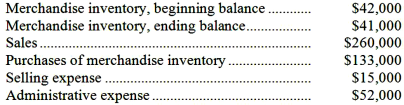 Merchandise inventory, beginning balance ............ $42,000
Merchandise inventory, ending balance.................. $41,000
Sales ........................................................................ $260,000
Purchases of merchandise inventory ...................... $133,000
Selling expense ....................................................... $15,000
Administrative expense ........................................... $52,000